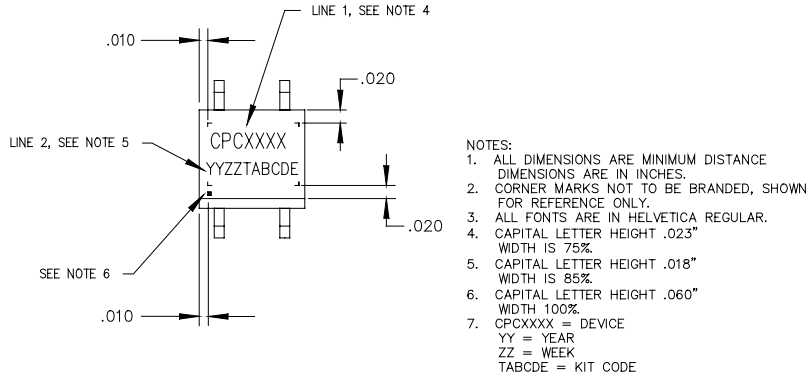 LINE 1, SEE NOTE 4
.010
.020
LINE 2, SEE NOTE 5
CPCXXXX
YYZZTABCDE
.020
SEE NOTE 6
.010
NOTES:
1. ALL DIMENSIONS ARE MINIMUM DISTANCE
DIMENSIONS ARE IN INCHES.
2. CORNER MARKS NOT TO BE BRANDED, SHOWN
FOR REFERENCE ONLY.
3. ALL FONTS ARE IN HELVETICA REGULAR.
4. CAPITAL LETTER HEIGHT .023"
WIDTH IS 75%.
5. CAPITAL LETTER HEIGHT .018"
WIDTH IS 85%.
6. CAPITAL LETTER HEIGHT .060"
WIDTH 100%.
7. CPCXXXX = DEVICE
YY = YEAR
ZZ = WEEK
TABCDE = KIT CODE